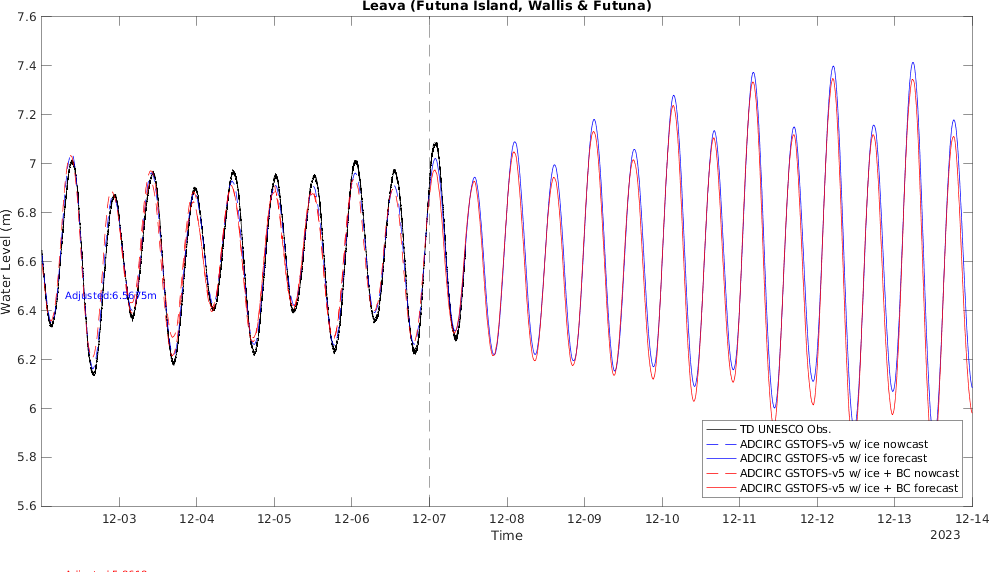 Leava (Futuna Island, Wallis & Futuna)
7.6
7.4
7.2
7
6.8
6.6
6.4
6.2
6
5.8
5.6
Water Level (m)
Adjusted:6.5675m
TD UNESCO Obs.
ADCIRC GSTOFS-v5 w/ ice nowcast
ADCIRC GSTOFS-v5 w/ ice forecast
ADCIRC GSTOFS-v5 w/ ice + BC nowcast
ADCIRC GSTOFS-v5 w/ ice + BC forecast
12-03 12-04 12-05 12-06 12-07 12-08 12-09 12-10 12-11 12-12 12-13 12-14
Time
2023